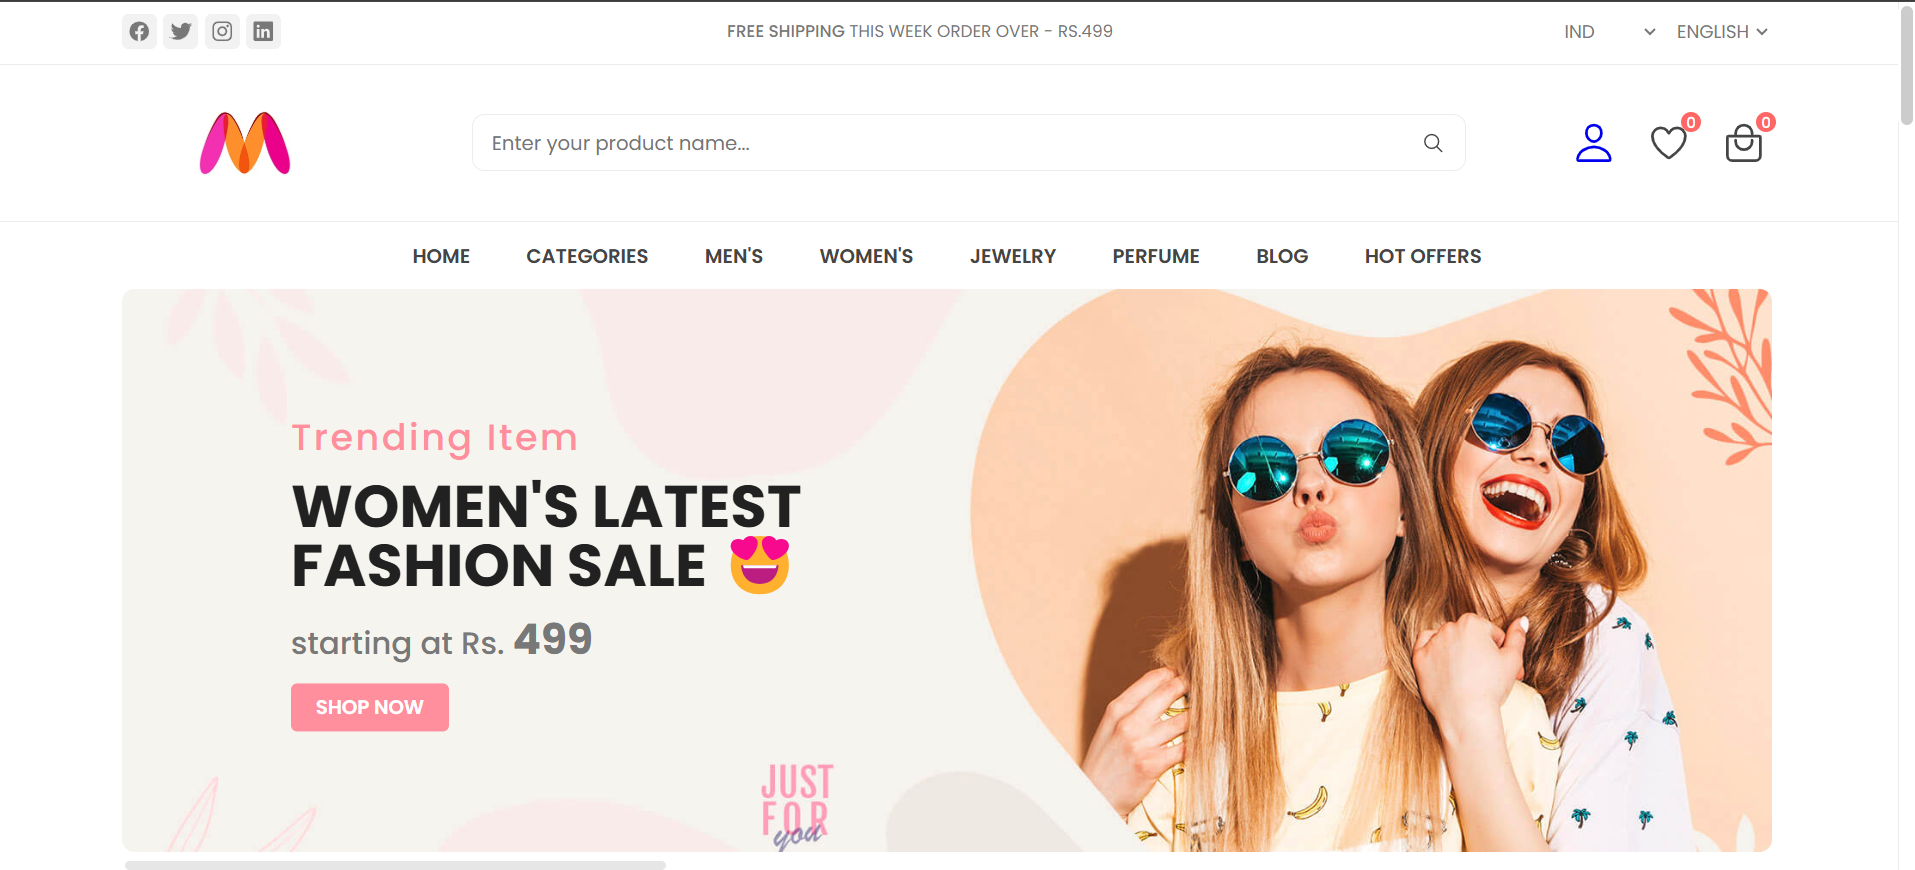 FREE SHIPPING THIS WEEK ORDER OVER - RS.499
IND
ENGLISH
Enter your product name...
0
0
HOME
CATEGORIES
MEN'S
WOMEN'S
JEWELRY
PERFUME
BLOG
HOT OFFERS
Trending Item
WOMEN'S LATEST
FASHION SALE 😍
starting at Rs. 499
SHOP NOW
JUST
FOR
you